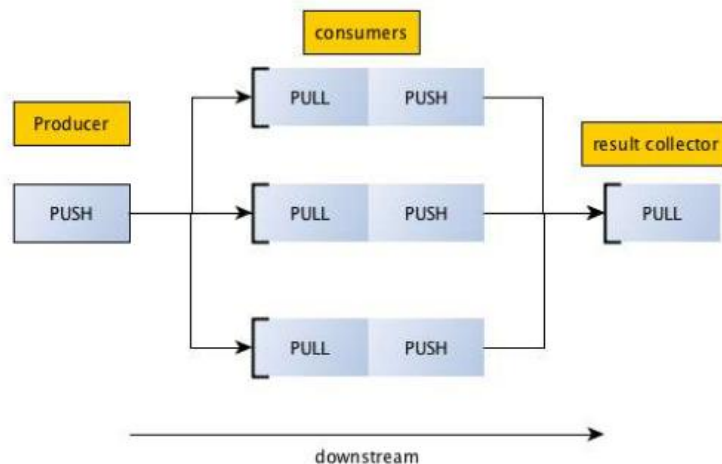 consumers
PULL PUSH
Producer
result collector
PUSH
PULL PUSH
PULL
PULL PUSH
downstream